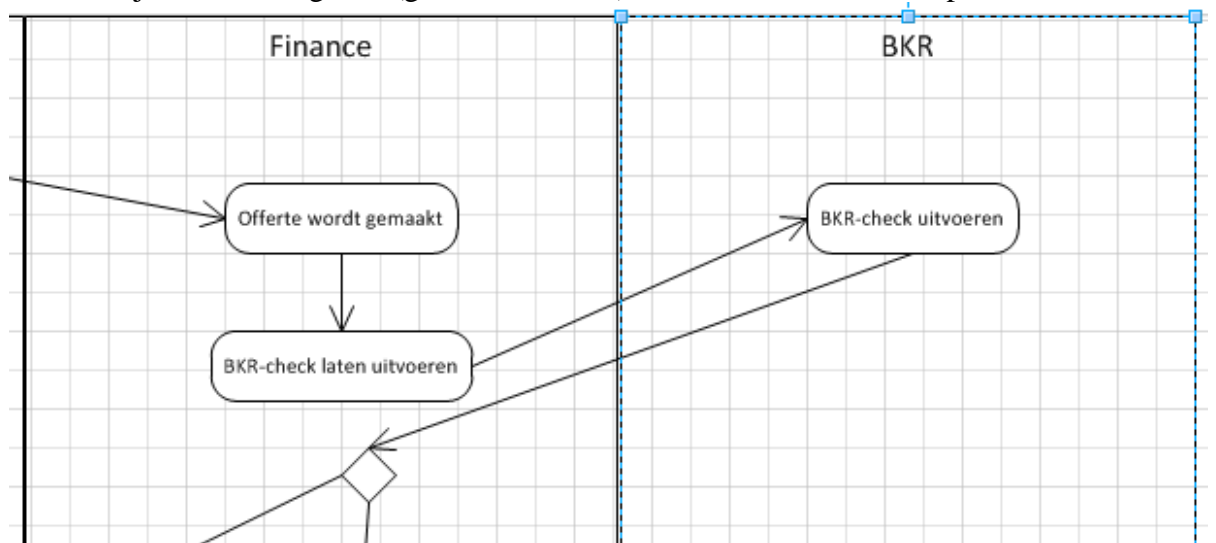 Finance
BKR
Offerte wordt gemaakt
BKR-check uitvoeren
BKR-check laten uitvoeren